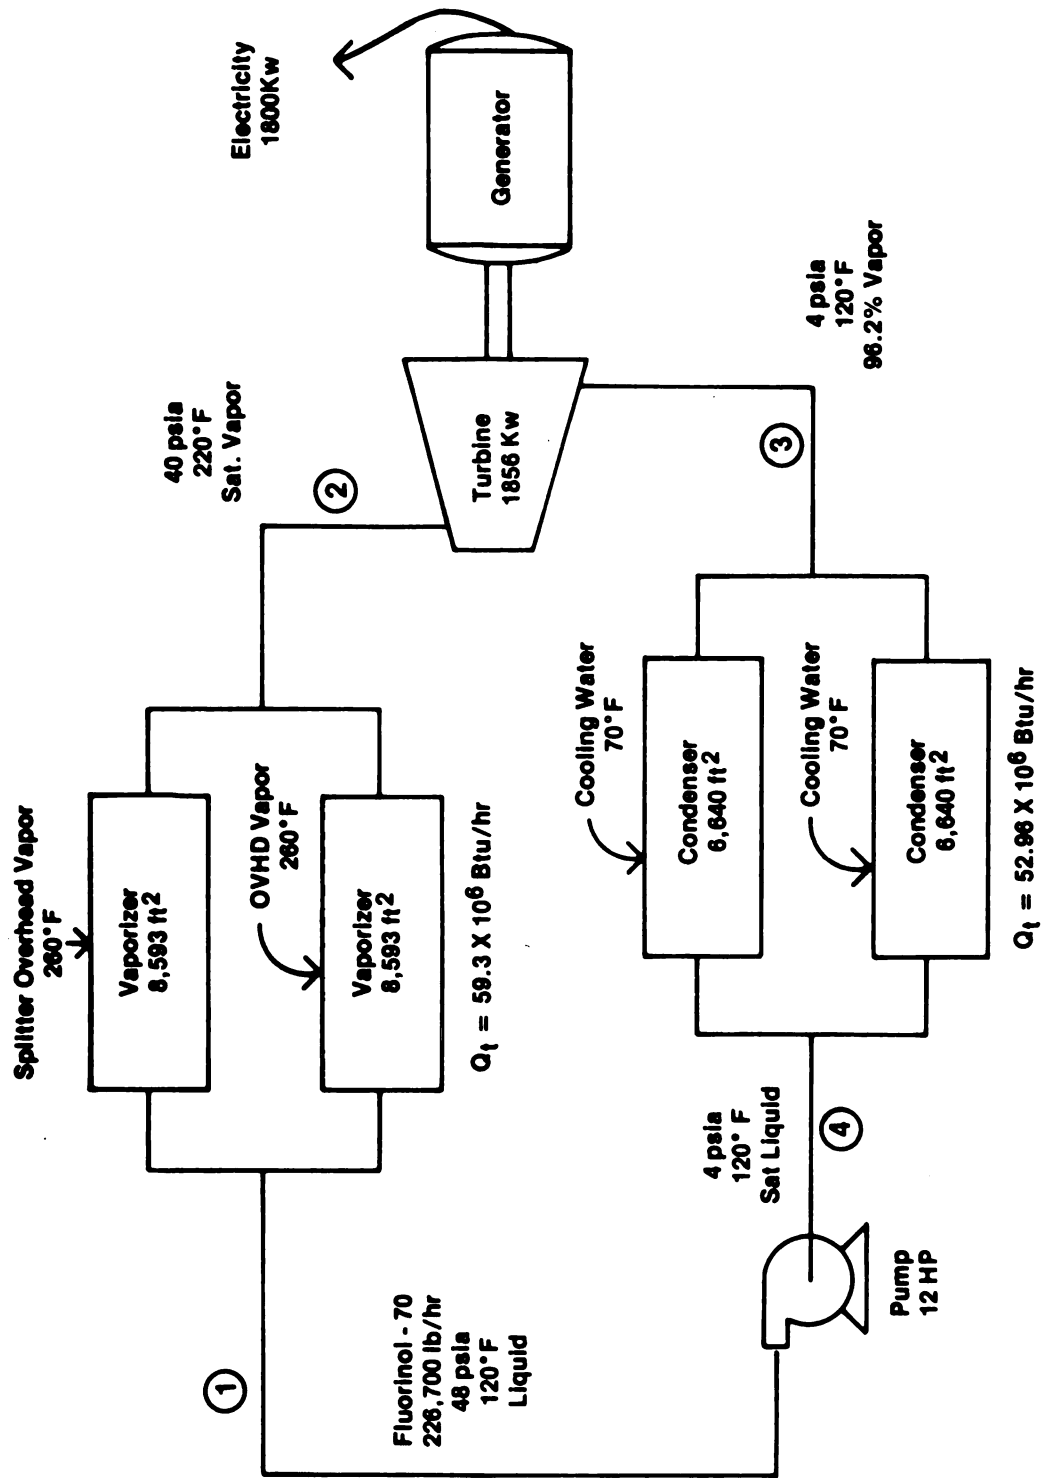 Splitter Overhead Vapor
260°F
Vaporizer
8,593 ft²
OVHD Vapor
260°F
Vaporizer
8,593 ft²
Qt = 59.3 X 10⁶ Btu/hr
40 psia
220°F
Sat. Vapor
2
Electricity
1800Kw
Generator
Turbine
1856 Kw
4 psia
120°F
96.2% Vapor
3
Cooling Water
70°F
Condenser
6,640 ft²
Cooling Water
70°F
Condenser
6,640 ft²
Qt = 52.96 X 10⁶ Btu/hr
4 psia
120° F
Sat Liquid
4
Pump
12 HP
1
Fluorinol - 70
226,700 lb/hr
48 psia
120°F
Liquid